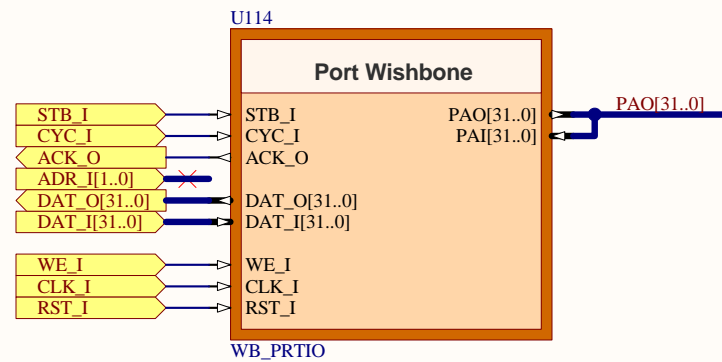 U114
Port Wishbone
STB_I STB_I PAO[31..0] PAO[31..0]
CYC_I CYC_I PAI[31..0]
ACK_O ACK_O
ADR_I[1..0]
DAT_O[31..0] DAT_O[31..0]
DAT_I[31..0] DAT_I[31..0]
WE_I WE_I
CLK_I CLK_I
RST_I RST_I
WB_PRTIO